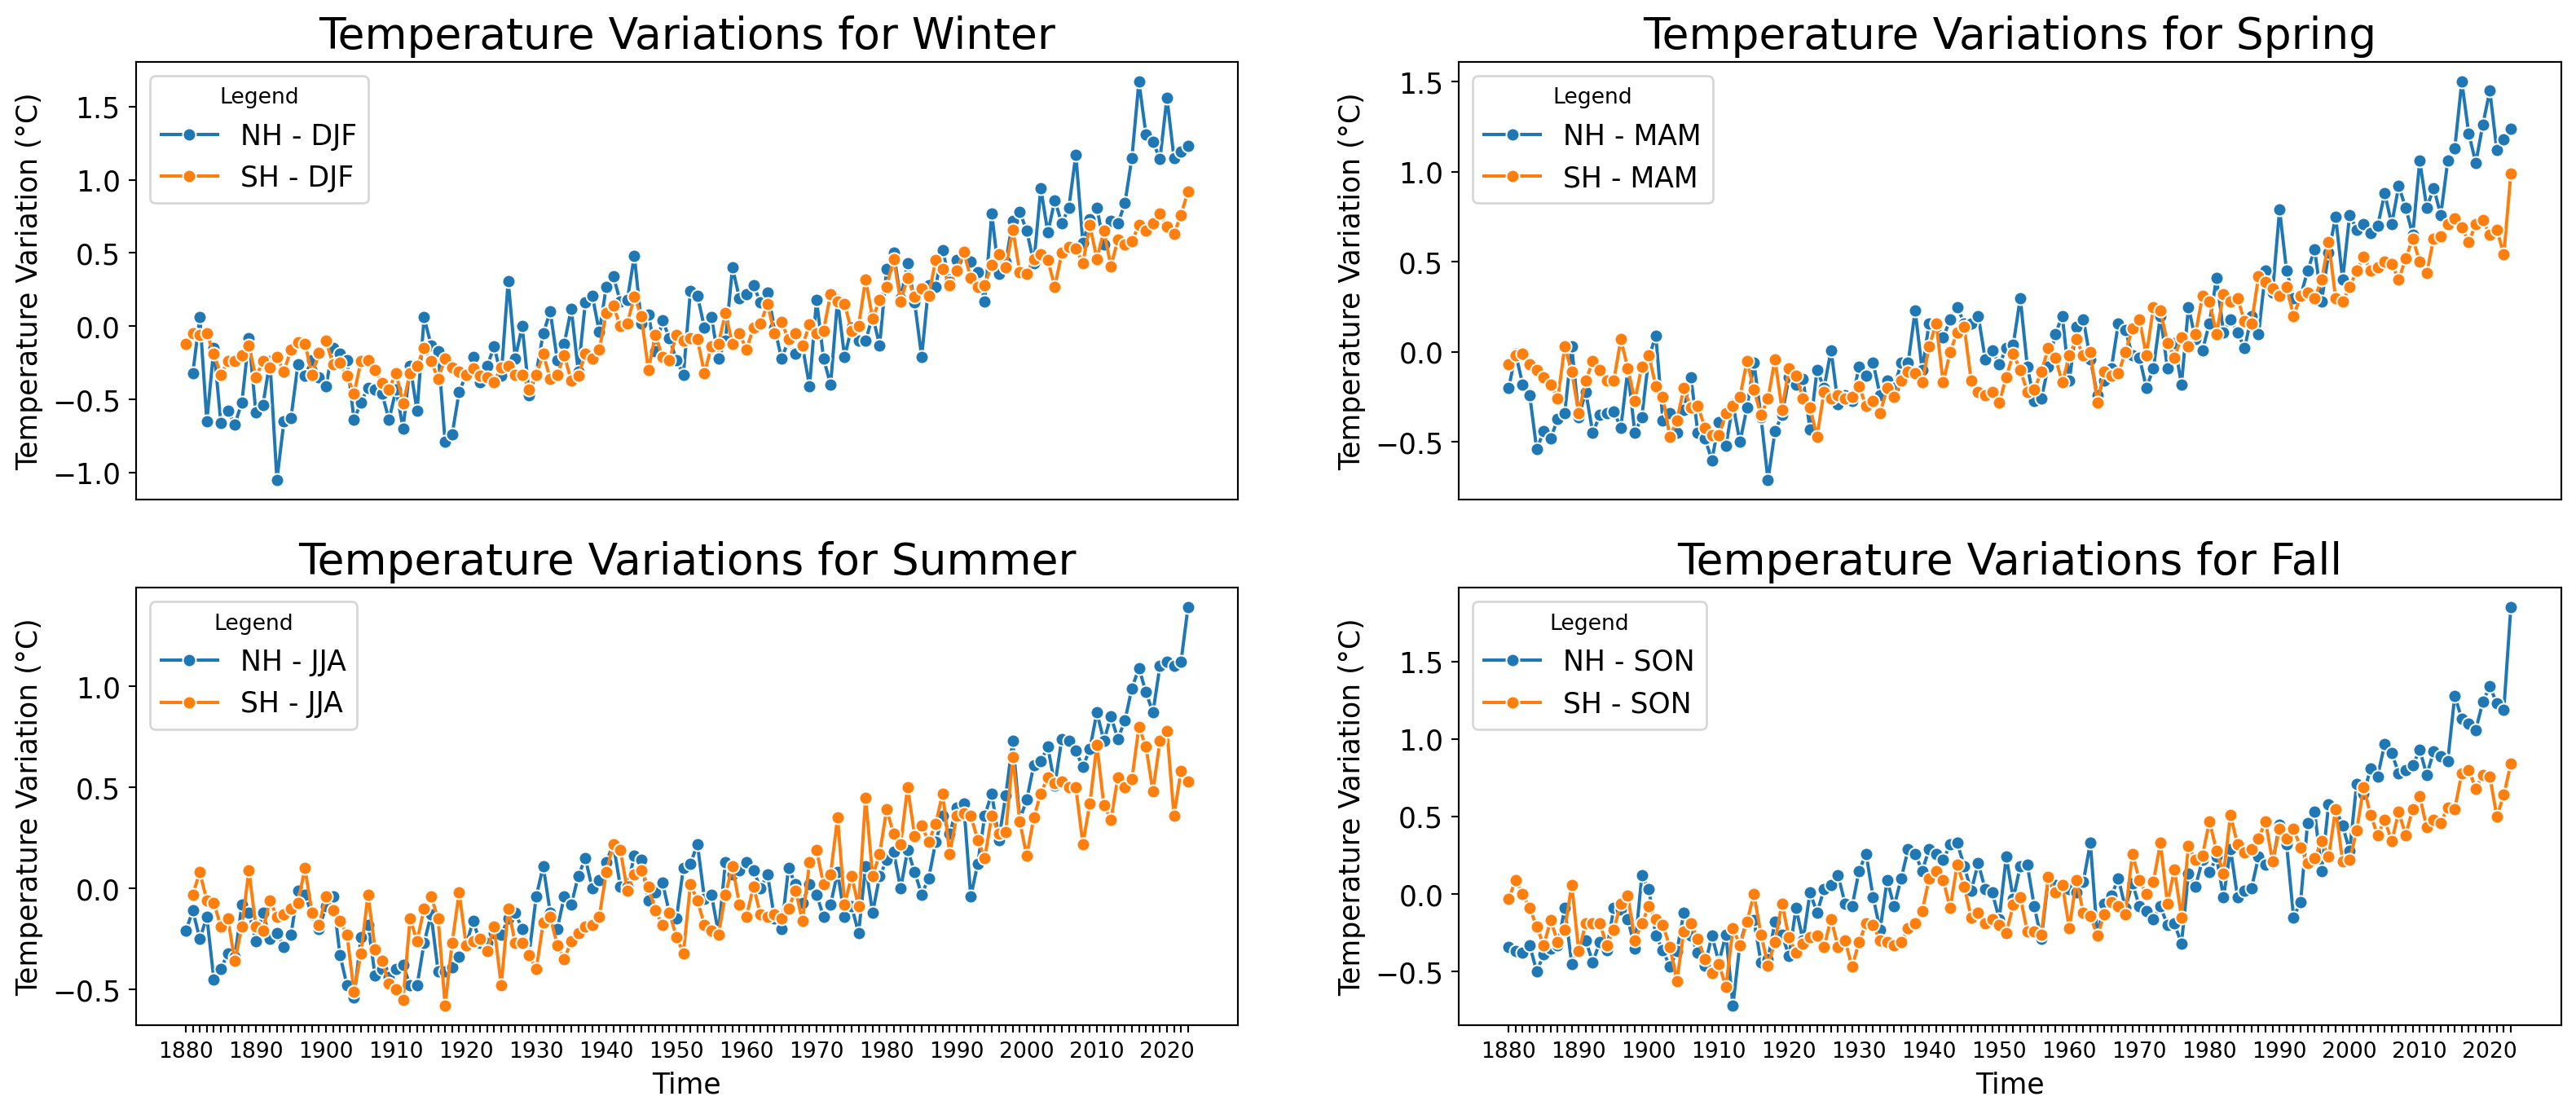 Temperature Variations for Winter
Temperature Variation (°C)
1.5
1.0
0.5
0.0
−0.5
−1.0
Legend
NH - DJF
SH - DJF
Temperature Variations for Spring
Temperature Variation (°C)
1.5
1.0
0.5
0.0
−0.5
Legend
NH - MAM
SH - MAM
Temperature Variations for Summer
Temperature Variation (°C)
1.0
0.5
0.0
−0.5
Legend
NH - JJA
SH - JJA
1880 1890 1900 1910 1920 1930 1940 1950 1960 1970 1980 1990 2000 2010 2020
Time
Temperature Variations for Fall
Temperature Variation (°C)
1.5
1.0
0.5
0.0
−0.5
Legend
NH - SON
SH - SON
1880 1890 1900 1910 1920 1930 1940 1950 1960 1970 1980 1990 2000 2010 2020
Time